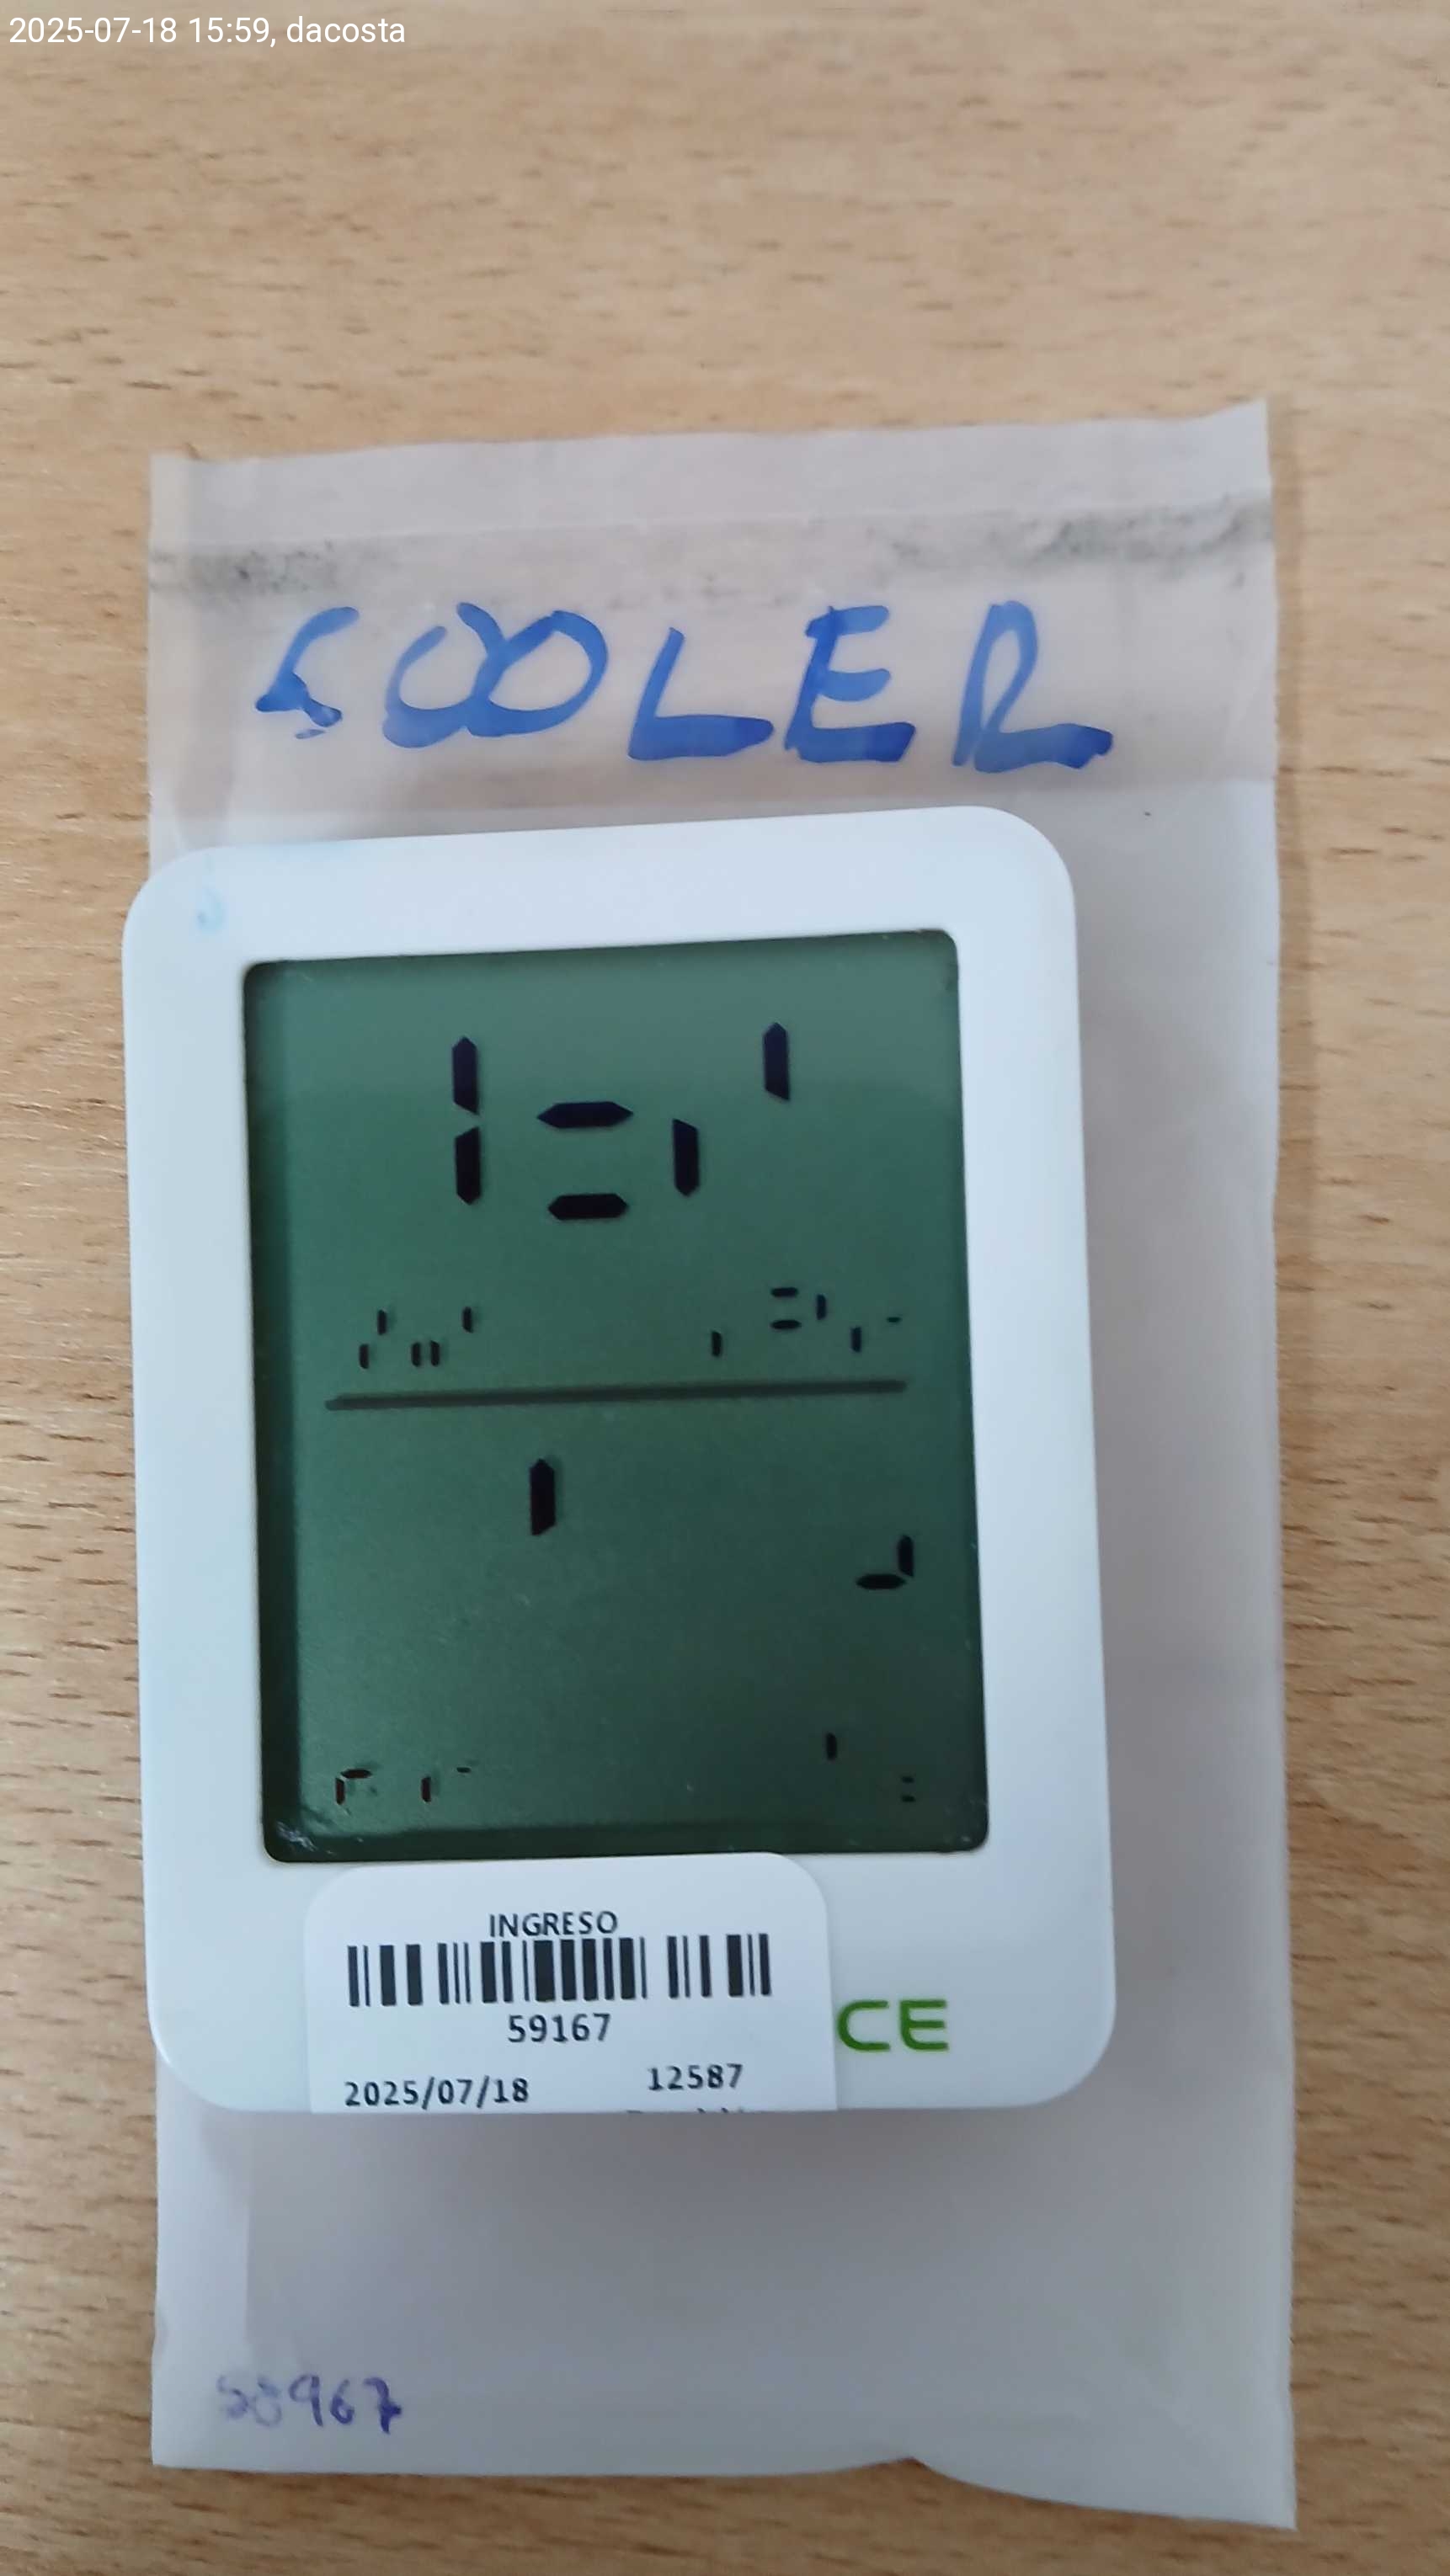 2025-07-18 15:59, dacosta
COOLER
INGRESO
59167
2025/07/18 12587
CE